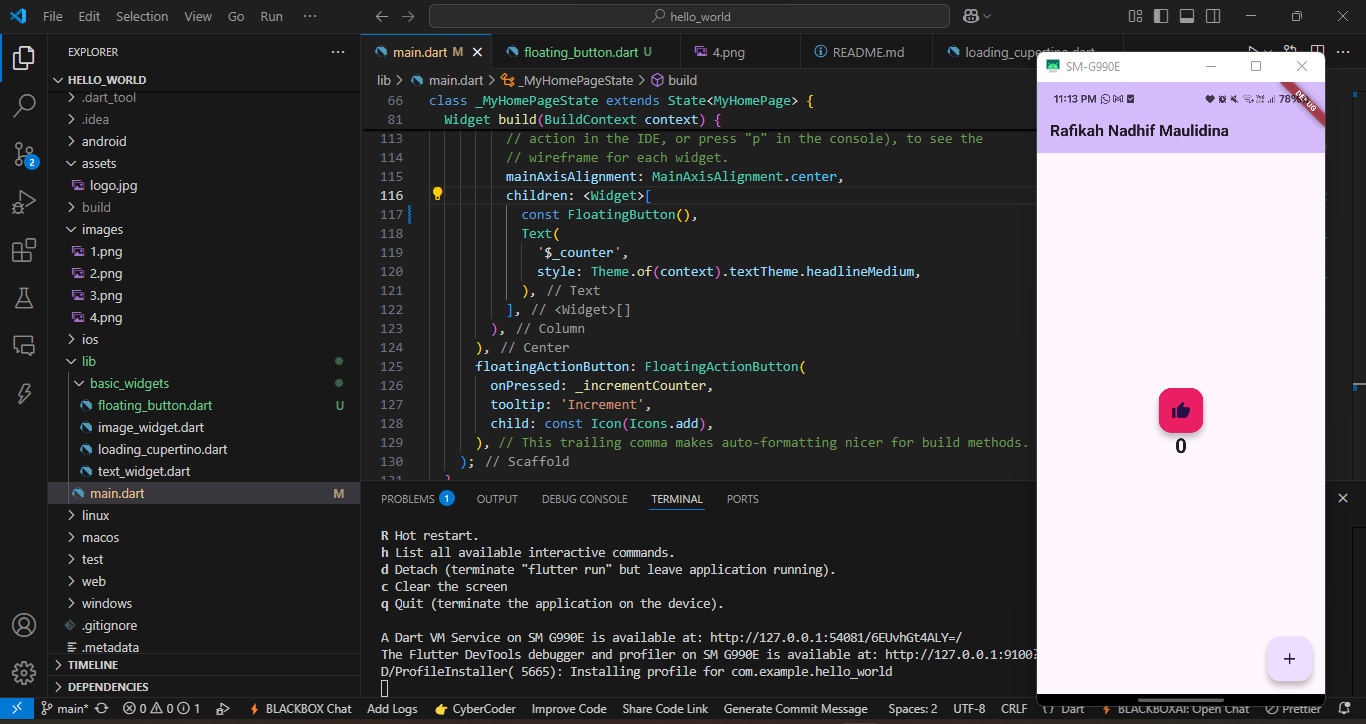 File Edit Selection View Go Run ···
hello_world
EXPLORER
HELLO_WORLD
.dart_tool
.idea
android
assets
logo.jpg
build
images
1.png
2.png
3.png
4.png
ios
lib
basic_widgets
floating_button.dart U
image_widget.dart
loading_cupertino.dart
text_widget.dart
main.dart M
linux
macos
test
web
windows
.gitignore
.metadata
TIMELINE
DEPENDENCIES
2
main.dart M floating_button.dart U 4.png README.md loading_cupertino.dart
lib > main.dart > _MyHomePageState > build
66 class _MyHomePageState extends State<MyHomePage> {
81 Widget build(BuildContext context) {
113 // action in the IDE, or press "p" in the console), to see the
114 // wireframe for each widget.
115 mainAxisAlignment: MainAxisAlignment.center,
116 children: <Widget>[
117 const FloatingButton(),
118 Text(
119 '$_counter',
120 style: Theme.of(context).textTheme.headlineMedium,
121 ), // Text
122 ], // <Widget>[]
123 ), // Column
124 ), // Center
125 floatingActionButton: FloatingActionButton(
126 onPressed: _incrementCounter,
127 tooltip: 'Increment',
128 child: const Icon(Icons.add),
129 ), // This trailing comma makes auto-formatting nicer for build methods.
130 ); // Scaffold
131 }
PROBLEMS 1 OUTPUT DEBUG CONSOLE TERMINAL PORTS
R Hot restart.
h List all available interactive commands.
d Detach (terminate "flutter run" but leave application running).
c Clear the screen
q Quit (terminate the application on the device).
A Dart VM Service on SM G990E is available at: http://127.0.0.1:54081/6EUvhGt4ALY=/
The Flutter DevTools debugger and profiler on SM G990E is available at: http://127.0.0.1:9100?
D/ProfileInstaller( 5665): Installing profile for com.example.hello_world
SM-G990E
11:13 PM 78%
DEBUG
Rafikah Nadhif Maulidina
0
+
main* 0 0 1 BLACKBOX Chat Add Logs CyberCoder Improve Code Share Code Link Generate Commit Message Spaces: 2 UTF-8 CRLF {} Dart BLACKBOXAI: Open Chat Prettier